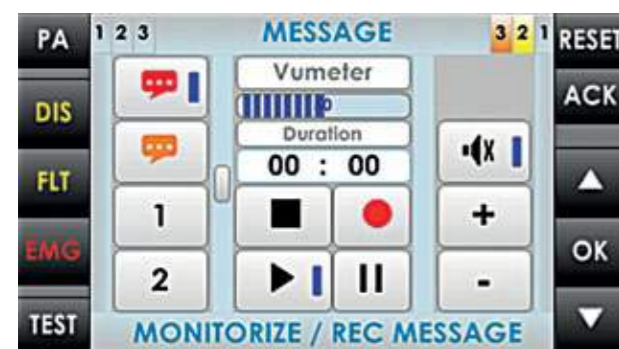 PA
DIS
FLT
EMG
TEST
1 2 3
MESSAGE
3 2 1
1
2
Vumeter
Duration
00 : 00
+
-
MONITORIZE / REC MESSAGE
RESET
ACK
OK